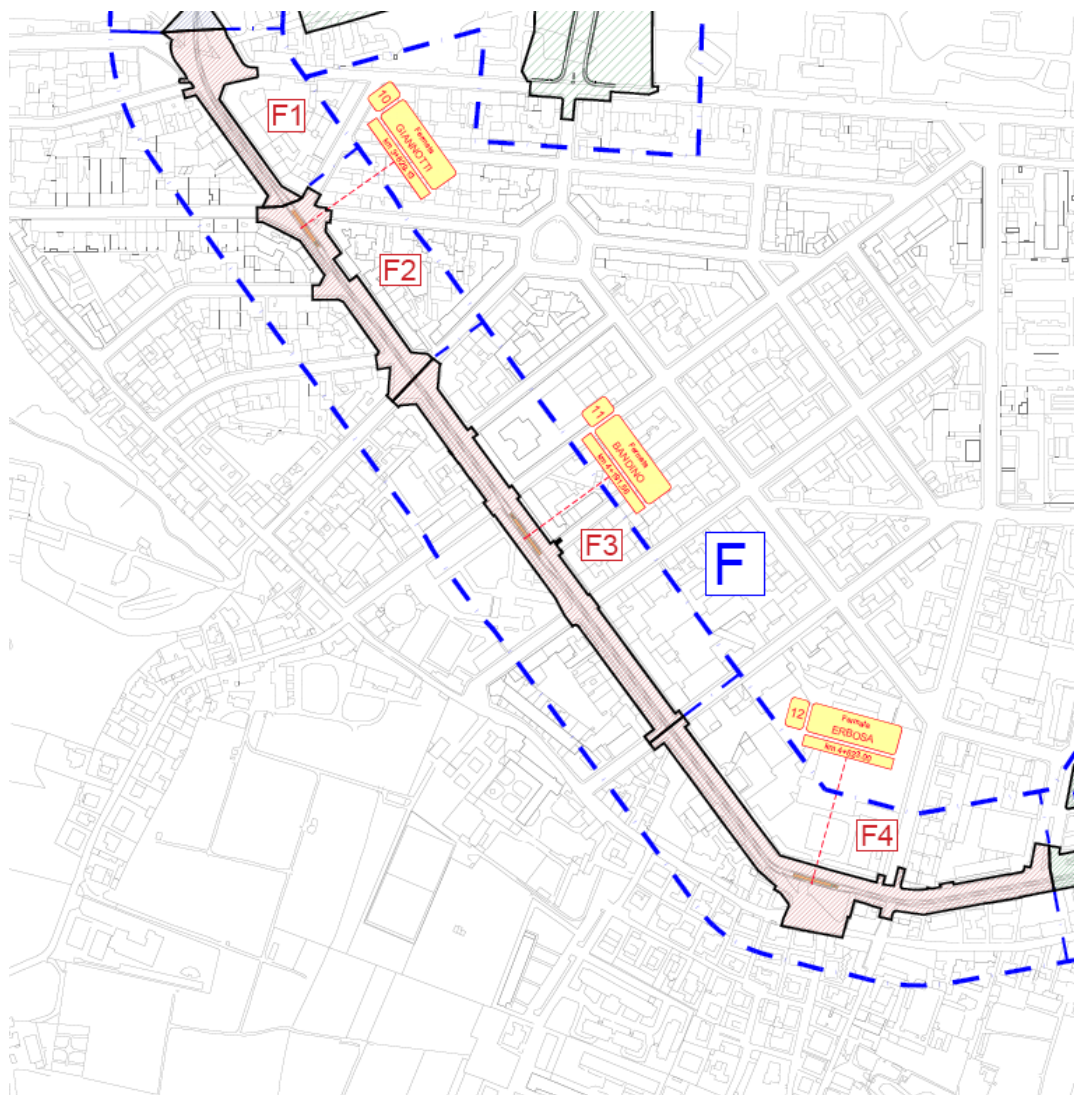 F1
10
Fermata
GIANNOTTI
F2
11
Fermata
BANDINO
F3
F
12
Fermata
ERBOSA
F4